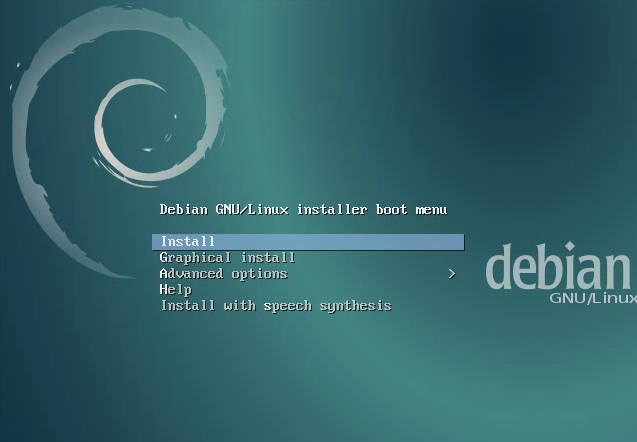 Debian GNU/Linux installer boot menu
Install
Graphical install
Advanced options >
Help
Install with speech synthesis
debian
GNU/Linux